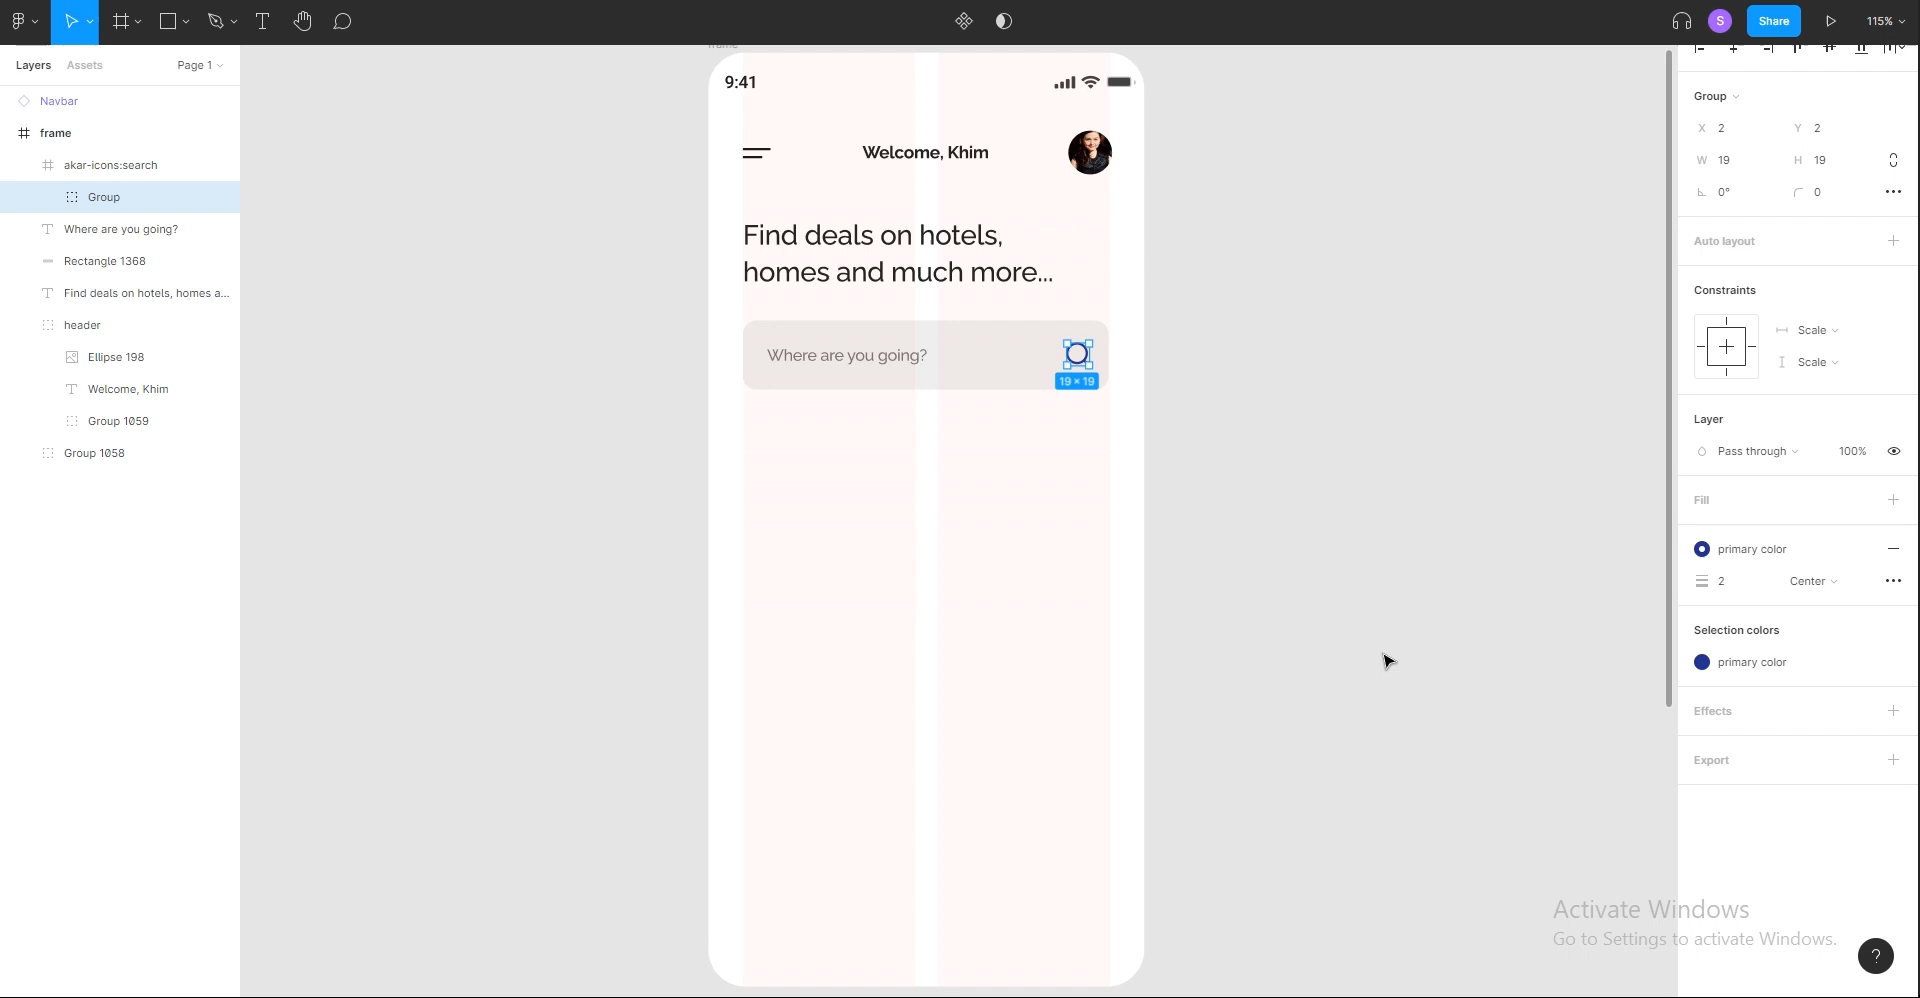 115%
S
Share
Layers
Assets
Page 1
Navbar
frame
akar-icons:search
Group
Where are you going?
Rectangle 1368
Find deals on hotels, homes a...
header
Ellipse 198
Welcome, Khim
Group 1059
Group 1058
frame
9:41
Welcome, Khim
Find deals on hotels,
homes and much more...
Where are you going?
19 × 19
Group
X 2 Y 2
W 19 H 19
0° 0
Auto layout
Constraints
Scale
Scale
Layer
Pass through 100%
Fill
primary color
2 Center
Selection colors
primary color
Effects
Export
Activate Windows
Go to Settings to activate Windows.
?